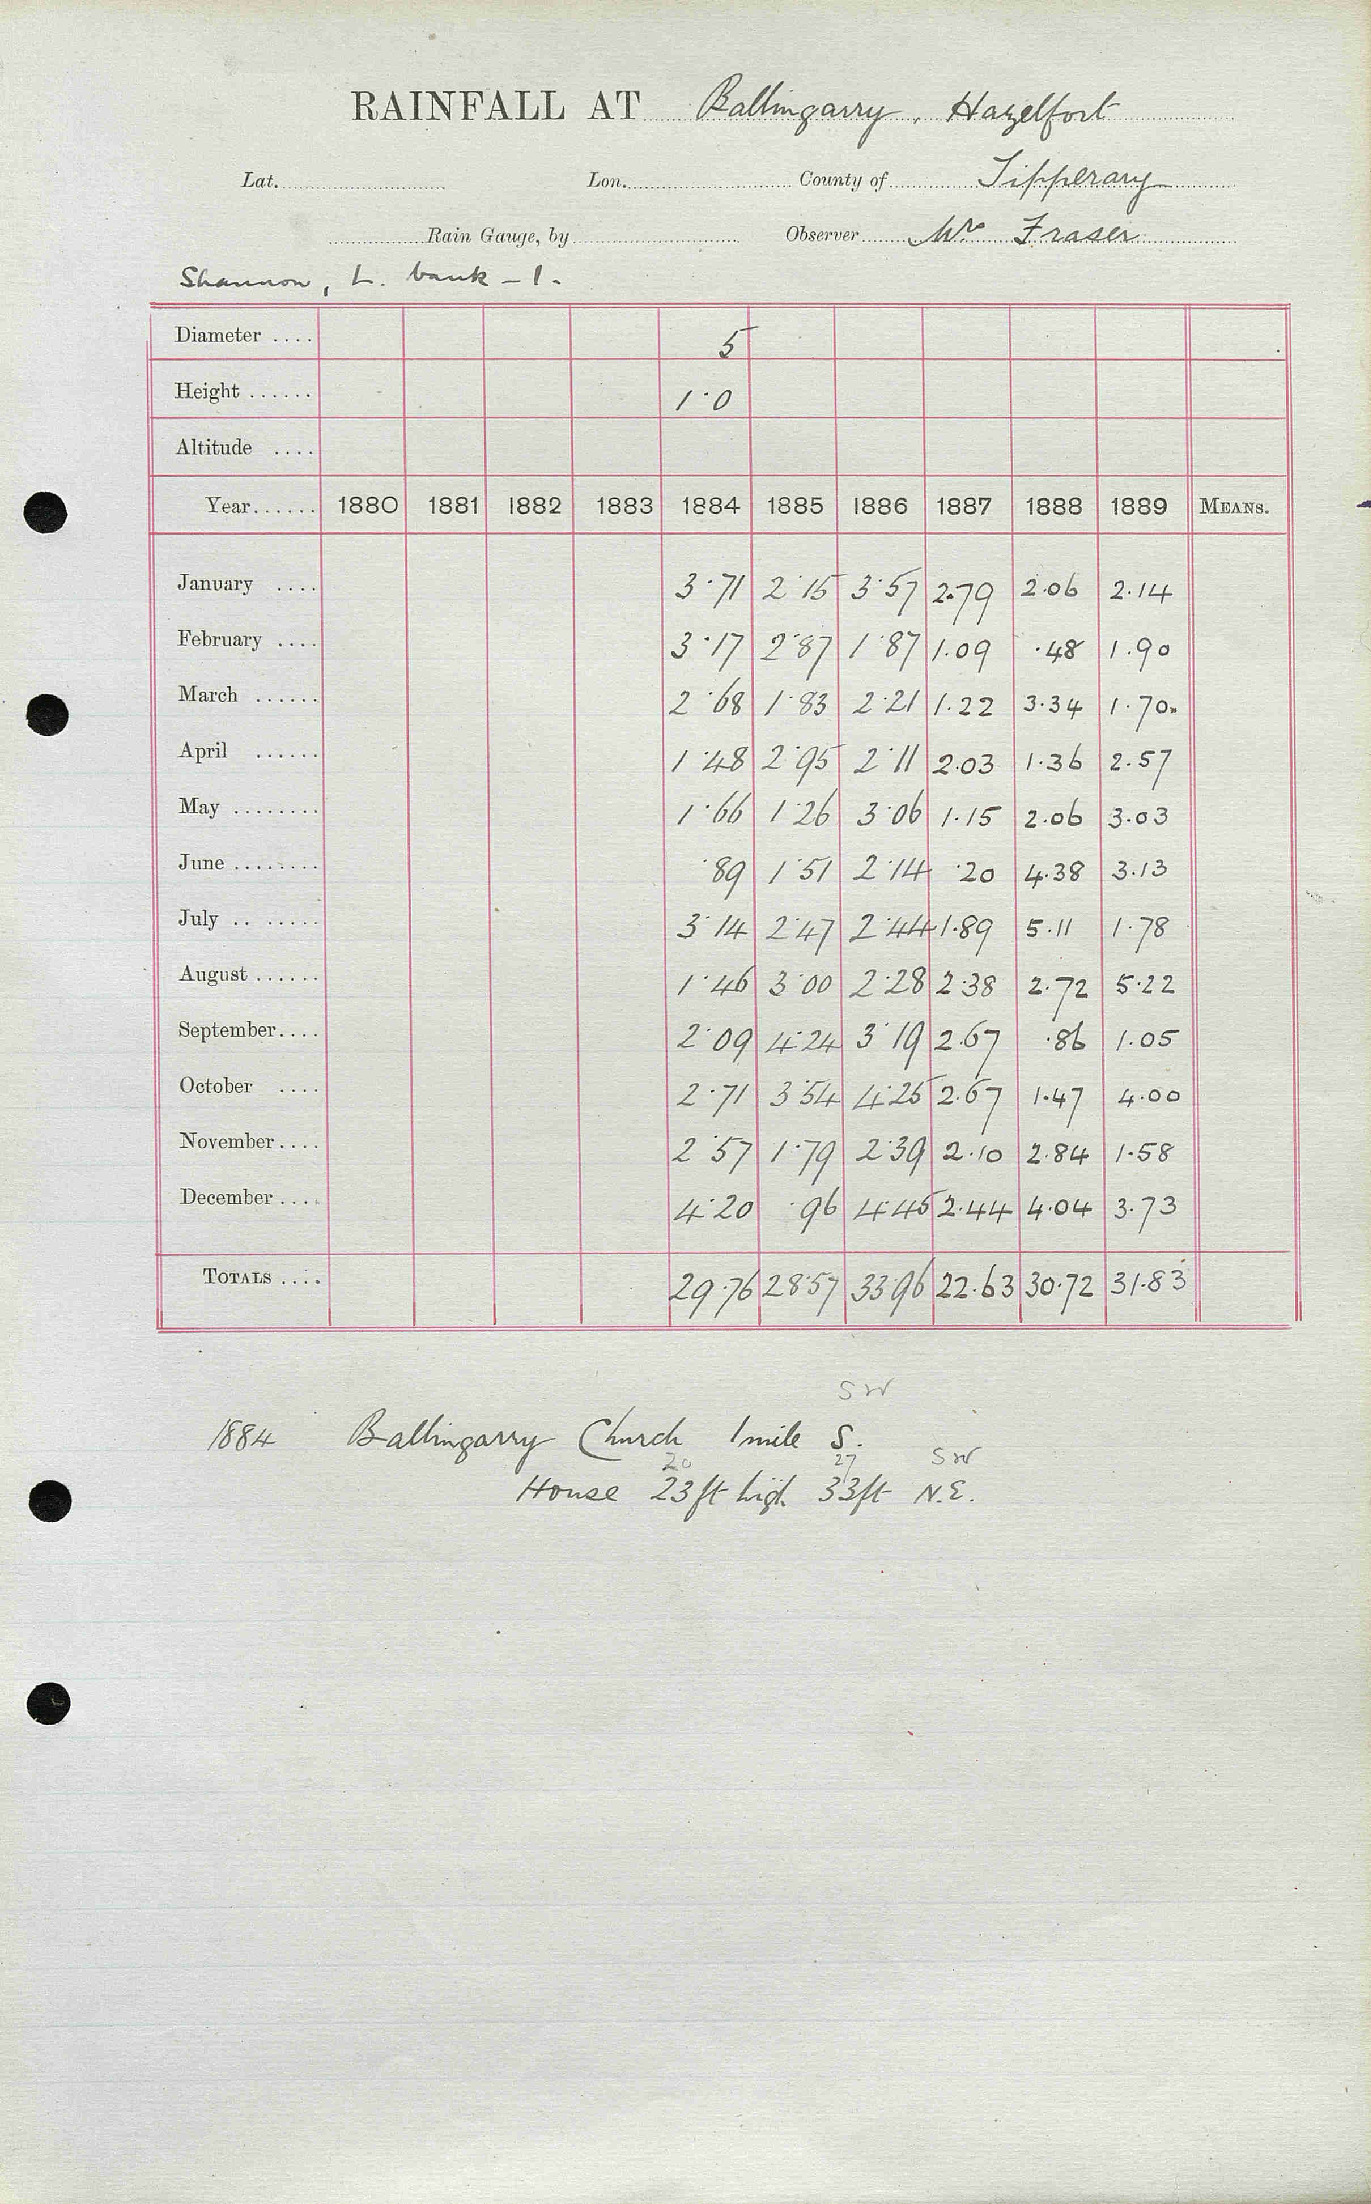 RAINFALL AT Ballingarry, Hazelfort
Lat. Lon. County of Tipperary
Rain Gauge, by Observer Mr Fraser
Shannon, L. bank - 1.
Diameter .... 5
Height ...... 1.0
Altitude ....
Year...... 1880 1881 1882 1883 1884 1885 1886 1887 1888 1889 MEANS.
January .... 3.71 2.15 3.57 2.79 2.06 2.14
February .... 3.17 2.87 1.87 1.09 .48 1.90
March ...... 2.68 1.83 2.21 1.22 3.34 1.70
April ...... 1.48 2.95 2.11 2.03 1.36 2.57
May ........ 1.66 1.26 3.06 1.15 2.06 3.03
June ........ .89 1.51 2.14 .20 4.38 3.13
July ........ 3.14 2.47 2.44 1.89 5.11 1.78
August ...... 1.46 3.00 2.28 2.38 2.72 5.22
September.... 2.09 4.24 3.19 2.67 .86 1.05
October .... 2.71 3.54 4.25 2.67 1.47 4.00
November.... 2.57 1.79 2.39 2.10 2.84 1.58
December.... 4.20 .96 4.45 2.44 4.04 3.73
TOTALS .... 29.76 28.57 33.96 22.63 30.72 31.83
SW
1884 Ballingarry Church 1 mile S.
20 27 SW
House 23ft high 33ft N.E.